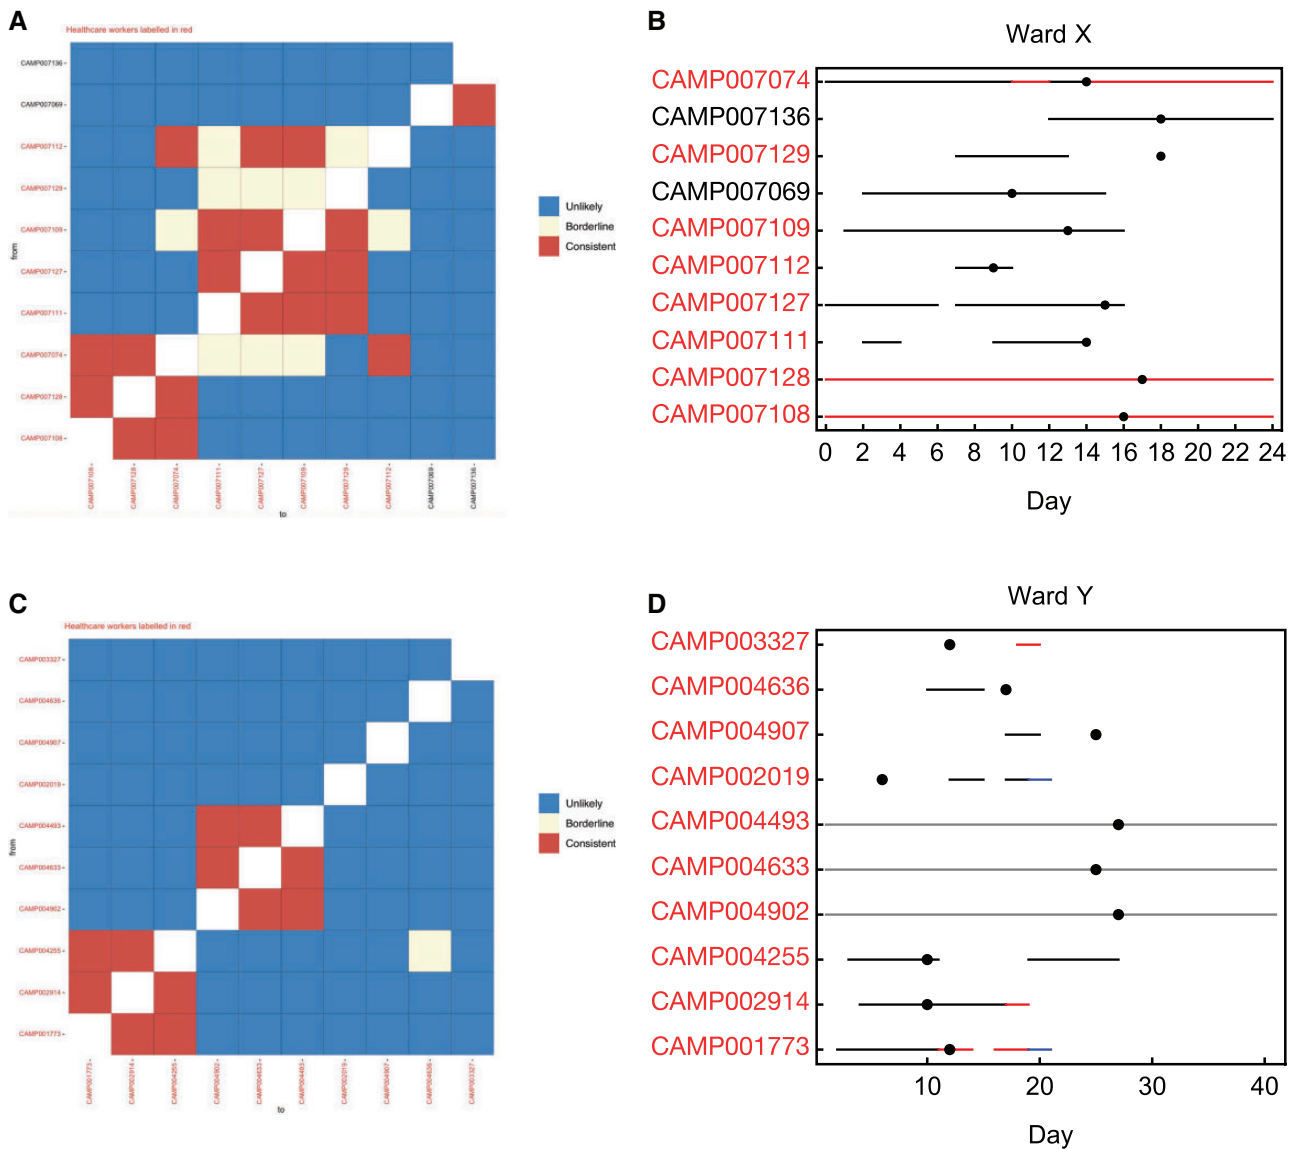 A
Healthcare workers labelled in red
CAMP007136
CAMP007069
CAMP007112
CAMP007129
CAMP007109
CAMP007127
CAMP007111
CAMP007074
CAMP007128
CAMP007108
from
CAMP007108
CAMP007128
CAMP007074
CAMP007111
CAMP007127
CAMP007109
CAMP007129
CAMP007112
CAMP007069
CAMP007136
to
Unlikely
Borderline
Consistent
B
Ward X
CAMP007074
CAMP007136
CAMP007129
CAMP007069
CAMP007109
CAMP007112
CAMP007127
CAMP007111
CAMP007128
CAMP007108
0 2 4 6 8 10 12 14 16 18 20 22 24
Day
C
Healthcare workers labelled in red
CAMP003327
CAMP004636
CAMP004907
CAMP002019
CAMP004493
CAMP004633
CAMP004902
CAMP004255
CAMP002914
CAMP001773
from
CAMP001773
CAMP002914
CAMP004255
CAMP004902
CAMP004633
CAMP004493
CAMP002019
CAMP004907
CAMP004636
CAMP003327
to
Unlikely
Borderline
Consistent
D
Ward Y
CAMP003327
CAMP004636
CAMP004907
CAMP002019
CAMP004493
CAMP004633
CAMP004902
CAMP004255
CAMP002914
CAMP001773
10 20 30 40
Day